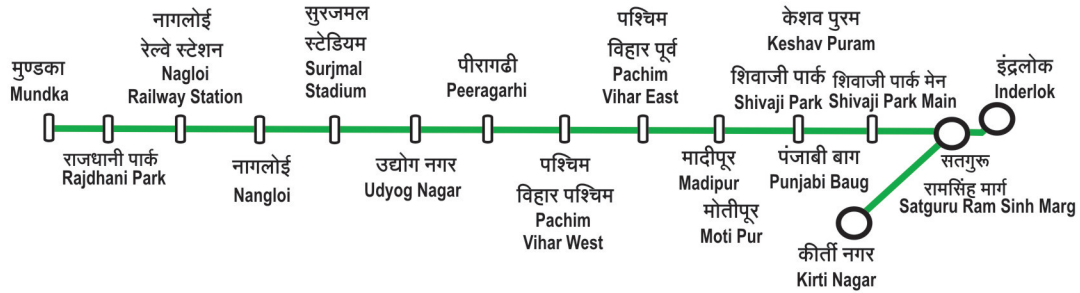 मुण्डका
Mundka
राजधानी पार्क
Rajdhani Park
नागलोई
रेल्वे स्टेशन
Nagloi
Railway Station
नागलोई
Nangloi
सुरजमल
स्टेडियम
Surjmal
Stadium
उद्योग नगर
Udyog Nagar
पीरागढी
Peeragarhi
पश्चिम
विहार पश्चिम
Pachim
Vihar West
पश्चिम
विहार पूर्व
Pachim
Vihar East
मादीपूर
Madipur
मोतीपूर
Moti Pur
केशव पुरम
Keshav Puram
शिवाजी पार्क
Shivaji Park
पंजाबी बाग
Punjabi Baug
शिवाजी पार्क मेन
Shivaji Park Main
इंद्रलोक
Inderlok
सतगुरू
रामसिंह मार्ग
Satguru Ram Sinh Marg
कीर्ती नगर
Kirti Nagar